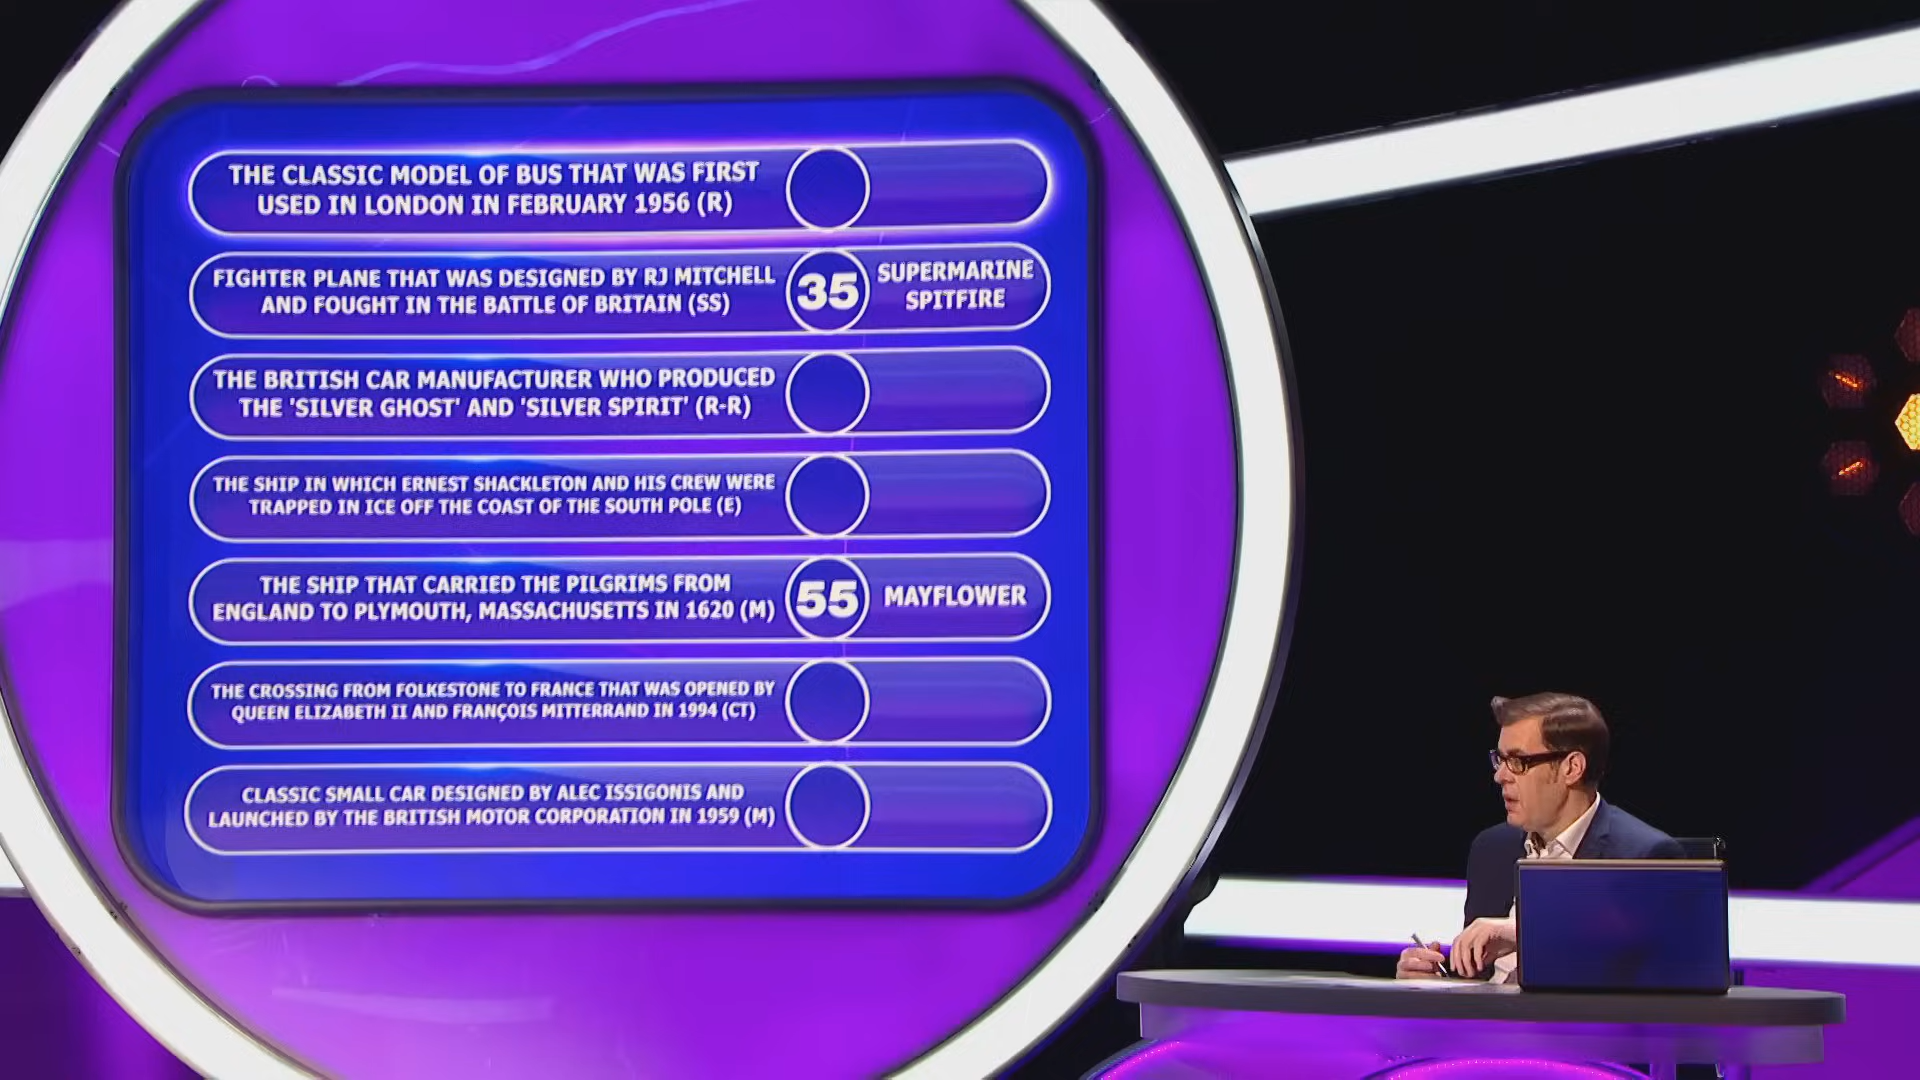 THE CLASSIC MODEL OF BUS THAT WAS FIRST
USED IN LONDON IN FEBRUARY 1956 (R)
FIGHTER PLANE THAT WAS DESIGNED BY RJ MITCHELL
AND FOUGHT IN THE BATTLE OF BRITAIN (SS)
35
SUPERMARINE
SPITFIRE
THE BRITISH CAR MANUFACTURER WHO PRODUCED
THE 'SILVER GHOST' AND 'SILVER SPIRIT' (R-R)
THE SHIP IN WHICH ERNEST SHACKLETON AND HIS CREW WERE
TRAPPED IN ICE OFF THE COAST OF THE SOUTH POLE (E)
THE SHIP THAT CARRIED THE PILGRIMS FROM
ENGLAND TO PLYMOUTH, MASSACHUSETTS IN 1620 (M)
55
MAYFLOWER
THE CROSSING FROM FOLKESTONE TO FRANCE THAT WAS OPENED BY
QUEEN ELIZABETH II AND FRANÇOIS MITTERRAND IN 1994 (CT)
CLASSIC SMALL CAR DESIGNED BY ALEC ISSIGONIS AND
LAUNCHED BY THE BRITISH MOTOR CORPORATION IN 1959 (M)